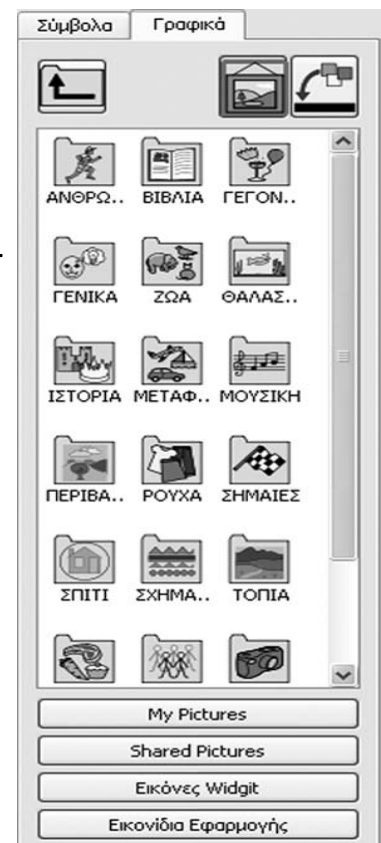 Σύμβολα Γραφικά
ΑΝΘΡΩ.. ΒΙΒΛΙΑ ΓΕΓΟΝ..
ΓΕΝΙΚΑ ΖΩΑ ΘΑΛΑΣ..
ΙΣΤΟΡΙΑ ΜΕΤΑΦ.. ΜΟΥΣΙΚΗ
ΠΕΡΙΒΑ.. ΡΟΥΧΑ ΣΗΜΑΙΕΣ
ΣΠΙΤΙ ΣΧΗΜΑ.. ΤΟΠΙΑ
My Pictures
Shared Pictures
Εικόνες Widgit
Εικονίδια Εφαρμογής